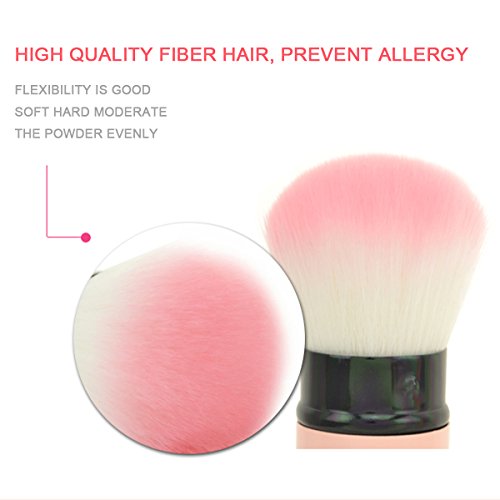 HIGH QUALITY FIBER HAIR, PREVENT ALLERGY
FLEXIBILITY IS GOOD
SOFT HARD MODERATE
THE POWDER EVENLY